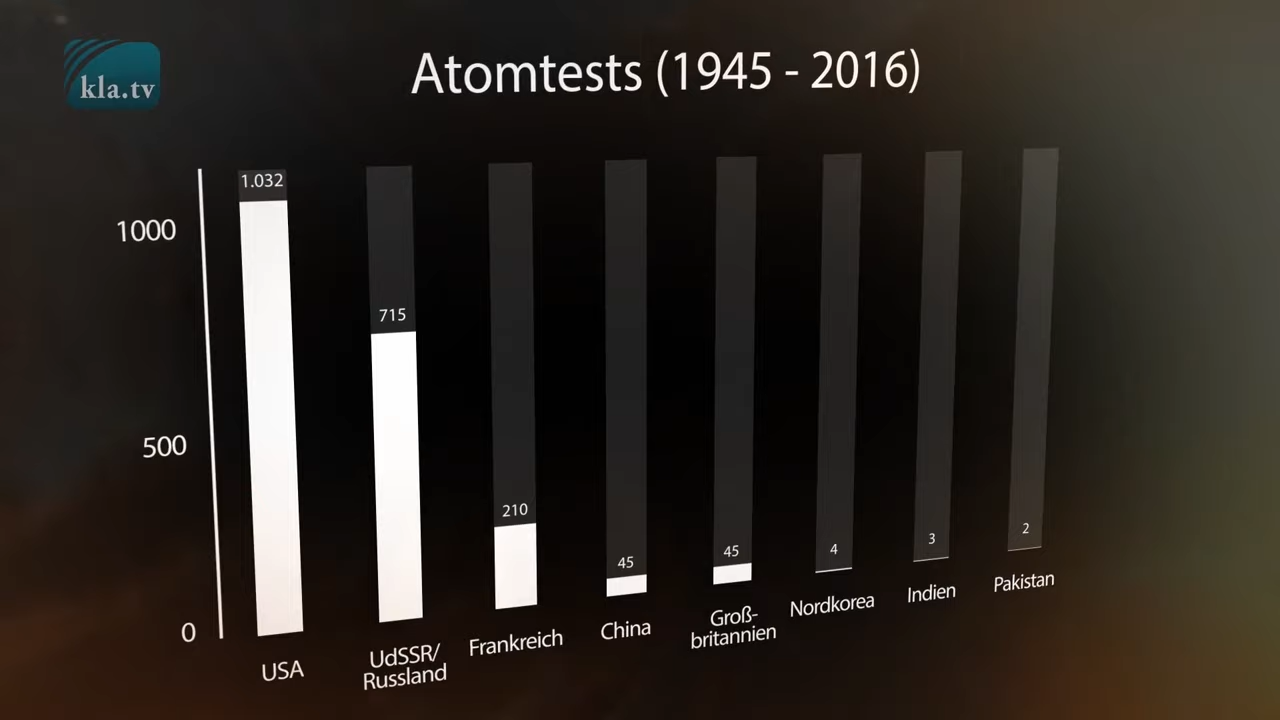 kla.tv
Atomtests (1945 - 2016)
1000
500
0
1.032
715
210
45
45
4
3
2
USA
UdSSR/
Russland
Frankreich
China
Groß-
britannien
Nordkorea
Indien
Pakistan